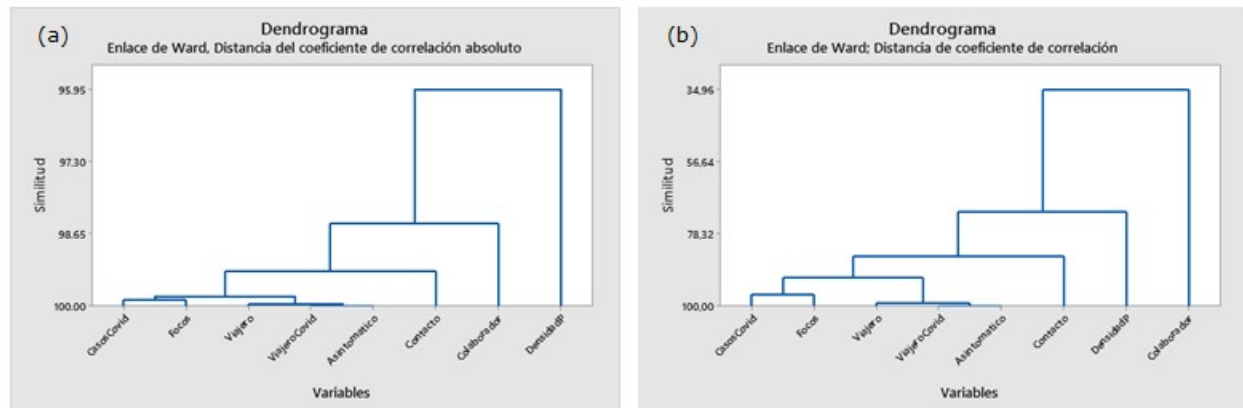 (a)
Dendrograma
Enlace de Ward, Distancia del coeficiente de correlación absoluto
95.95
97.30
98.65
100.00
Similitud
CasosCovid
Focos
Viajero
ViajeroCovid
Asintomatico
Contacto
Colaborador
DensidadP
Variables
(b)
Dendrograma
Enlace de Ward; Distancia de coeficiente de correlación
34,96
56,64
78,32
100,00
Similitud
CasosCovid
Focos
Viajero
ViajeroCovid
Asintomatico
Contacto
DensidadP
Colaborador
Variables